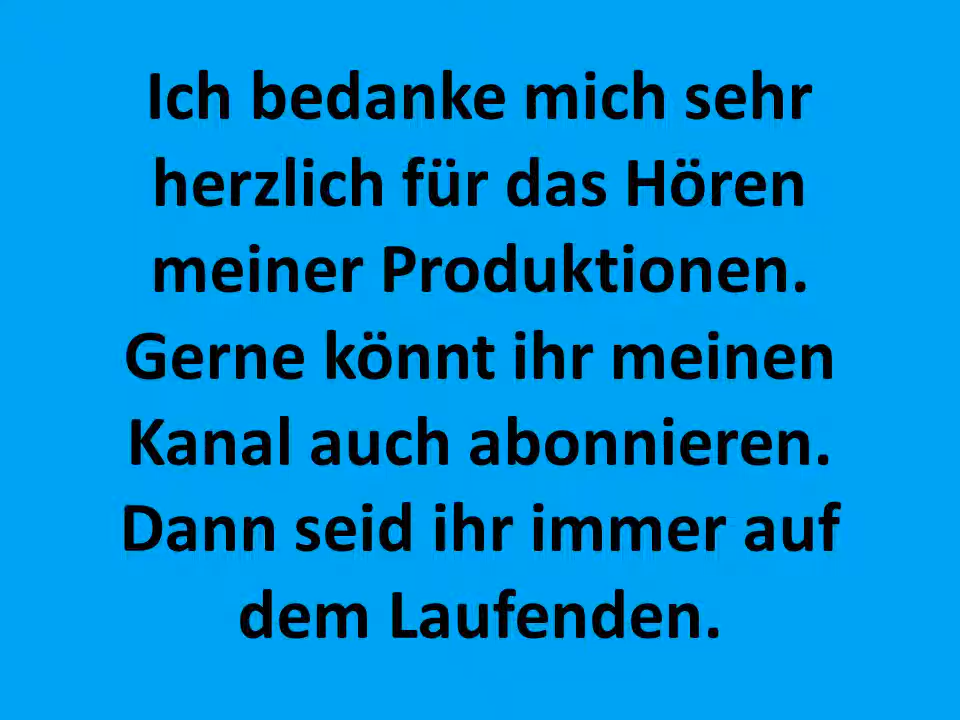 Ich bedanke mich sehr
herzlich für das Hören
meiner Produktionen.
Gerne könnt ihr meinen
Kanal auch abonnieren.
Dann seid ihr immer auf
dem Laufenden.